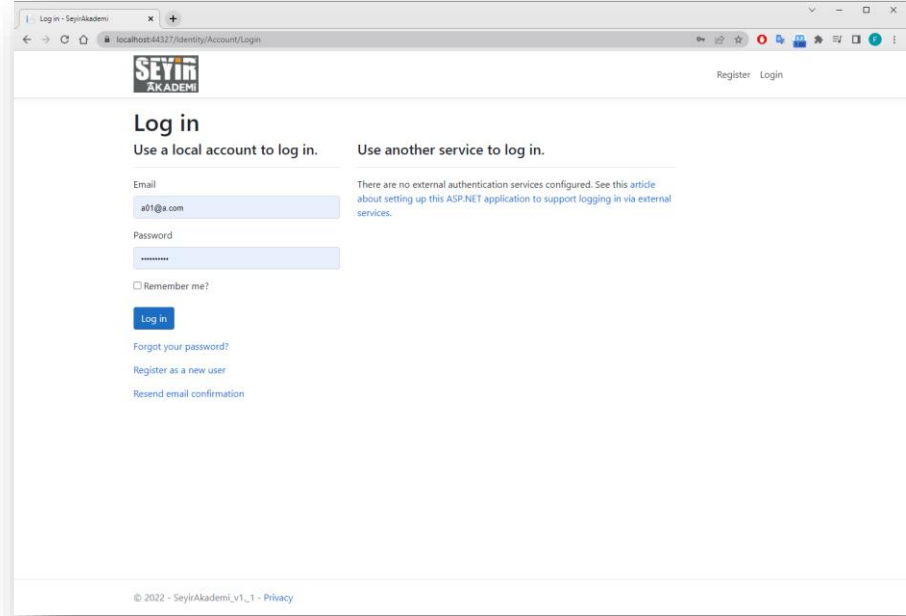 Log in - SeyirAkademi
localhost:44327/Identity/Account/Login
SEYİR
AKADEMİ
Register Login
Log in
Use a local account to log in.
Use another service to log in.
Email
a01@a.com
Password
Remember me?
Log in
Forgot your password?
Register as a new user
Resend email confirmation
There are no external authentication services configured. See this article
about setting up this ASP.NET application to support logging in via external
services.
© 2022 - SeyirAkademi_v1._1 - Privacy